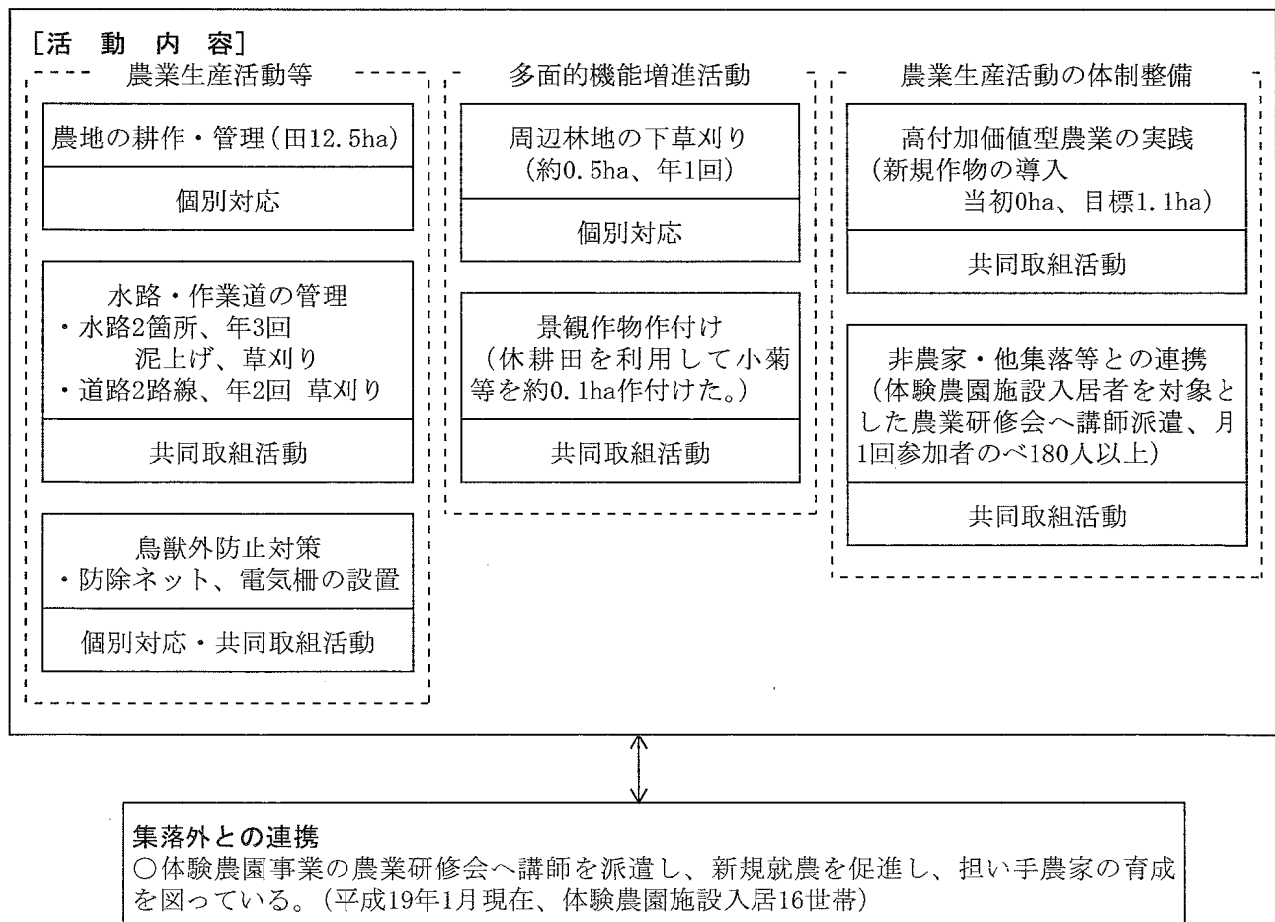 [活 動 内 容]
農業生産活動等
農地の耕作・管理(田12.5ha)
個別対応
水路・作業道の管理
・水路2箇所、年3回
泥上げ、草刈り
・道路2路線、年2回 草刈り
共同取組活動
鳥獣外防止対策
・防除ネット、電気柵の設置
個別対応・共同取組活動
多面的機能増進活動
周辺林地の下草刈り
(約0.5ha、年1回)
個別対応
景観作物作付け
(休耕田を利用して小菊
等を約0.1ha作付けた。)
共同取組活動
農業生産活動の体制整備
高付加価値型農業の実践
(新規作物の導入
当初0ha、目標1.1ha)
共同取組活動
非農家・他集落等との連携
(体験農園施設入居者を対象と
した農業研修会へ講師派遣、月
1回参加者のべ180人以上)
共同取組活動
集落外との連携
○体験農園事業の農業研修会へ講師を派遣し、新規就農を促進し、担い手農家の育成
を図っている。(平成19年1月現在、体験農園施設入居16世帯)